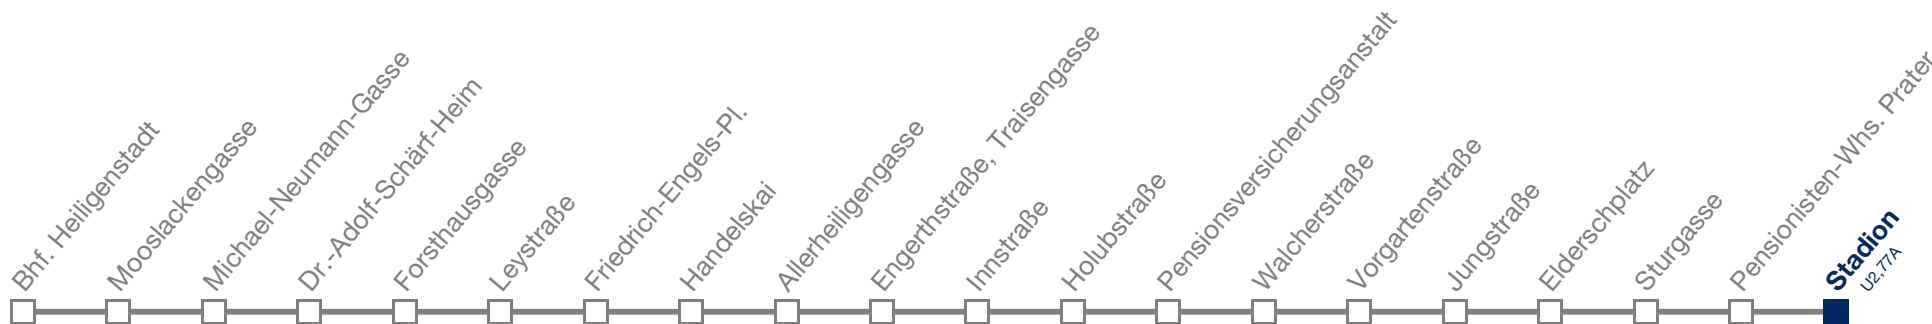 Bhf. Heiligenstadt
Mooslackengasse
Michael-Neumann-Gasse
Dr.-Adolf-Schärf-Heim
Forsthausgasse
Leystraße
Friedrich-Engels-Pl.
Handelskai
Allerheiligengasse
Engerthstraße, Traisengasse
Innstraße
Holubstraße
Pensionsversicherungsanstalt
Walcherstraße
Vorgartenstraße
Jungstraße
Elderschplatz
Sturgasse
Pensionisten-Whs. Prater
Stadion
U2,77A